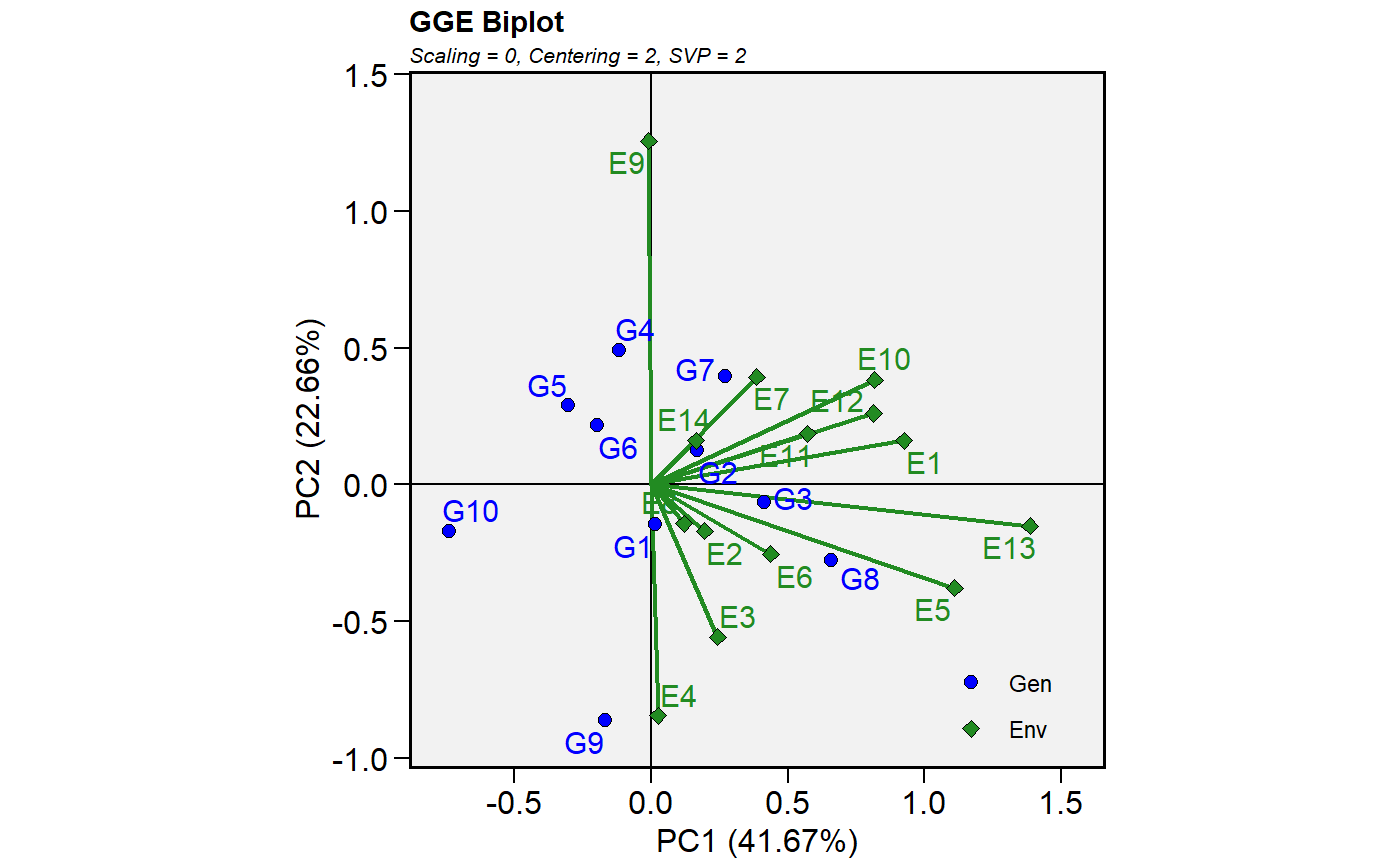 GGE Biplot
Scaling = 0, Centering = 2, SVP = 2
1.5
E9
1.0
PC2 (22.66%)
G4
0.5
G7
E10
G5
E7
E12
E14
G6
E11
G2
E1
0.0
G3
G10
G1
E2
E13
E6
G8
E5
-0.5
E3
E4
Gen
G9
Env
-1.0
-0.5
0.0
0.5
1.0
1.5
PC1 (41.67%)